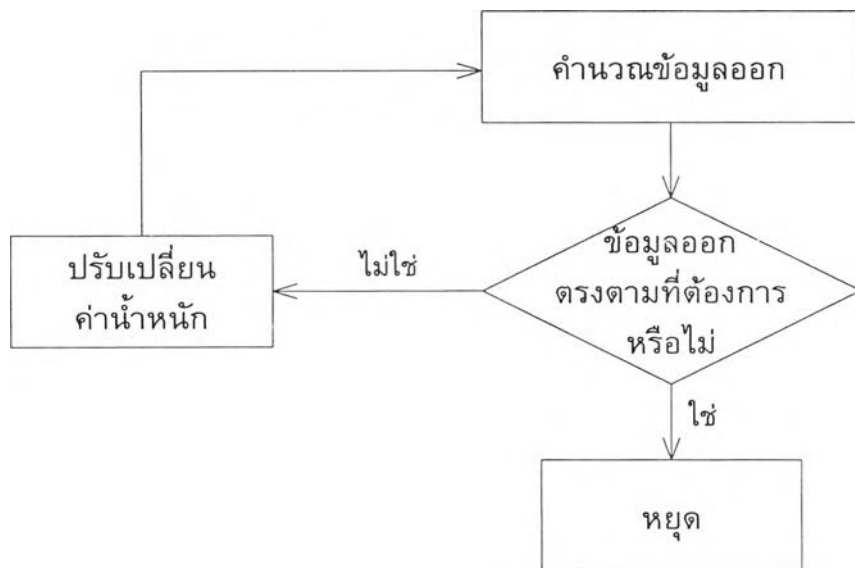 คำนวณข้อมูลออก
ข้อมูลออก
ตรงตามที่ต้องการ
หรือไม่
ไม่ใช่
ปรับเปลี่ยน
ค่าน้ำหนัก
ใช่
หยุด